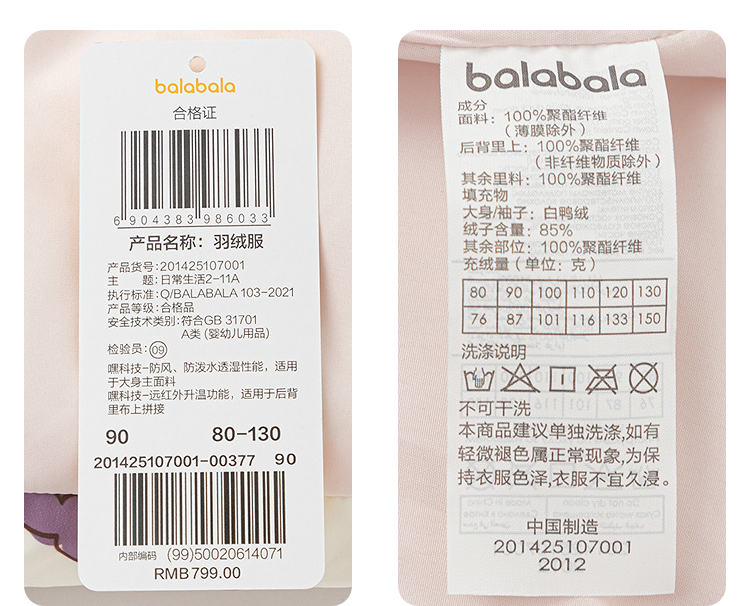 balabala
合格证
6 904383 986033
产品名称：羽绒服
产品货号：201425107001
主　　题：日常生活2-11A
执行标准：Q/BALABALA 103-2021
产品等级：合格品
安全技术类别：符合GB 31701
A类 (婴幼儿用品)
检验员：09
嘿科技-防风、防泼水透湿性能，适用
于大身主面料
嘿科技-远红外升温功能，适用于后背
里布上拼接
90 80-130
201425107001-00377 90
内部编码 (99)50020614071
RMB799.00
balabala
成分
面料：100%聚酯纤维
（薄膜除外）
后背里上：100%聚酯纤维
（非纤维物质除外）
其余里料：100%聚酯纤维
填充物
大身/袖子：白鸭绒
绒子含量：85%
其余部位：100%聚酯纤维
充绒量（单位：克）
80 90 100 110 120 130
76 87 101 116 133 150
洗涤说明
不可干洗
本商品建议单独洗涤,如有
轻微褪色属正常现象,为保
持衣服色泽,衣服不宜久浸。
中国制造
201425107001
2012